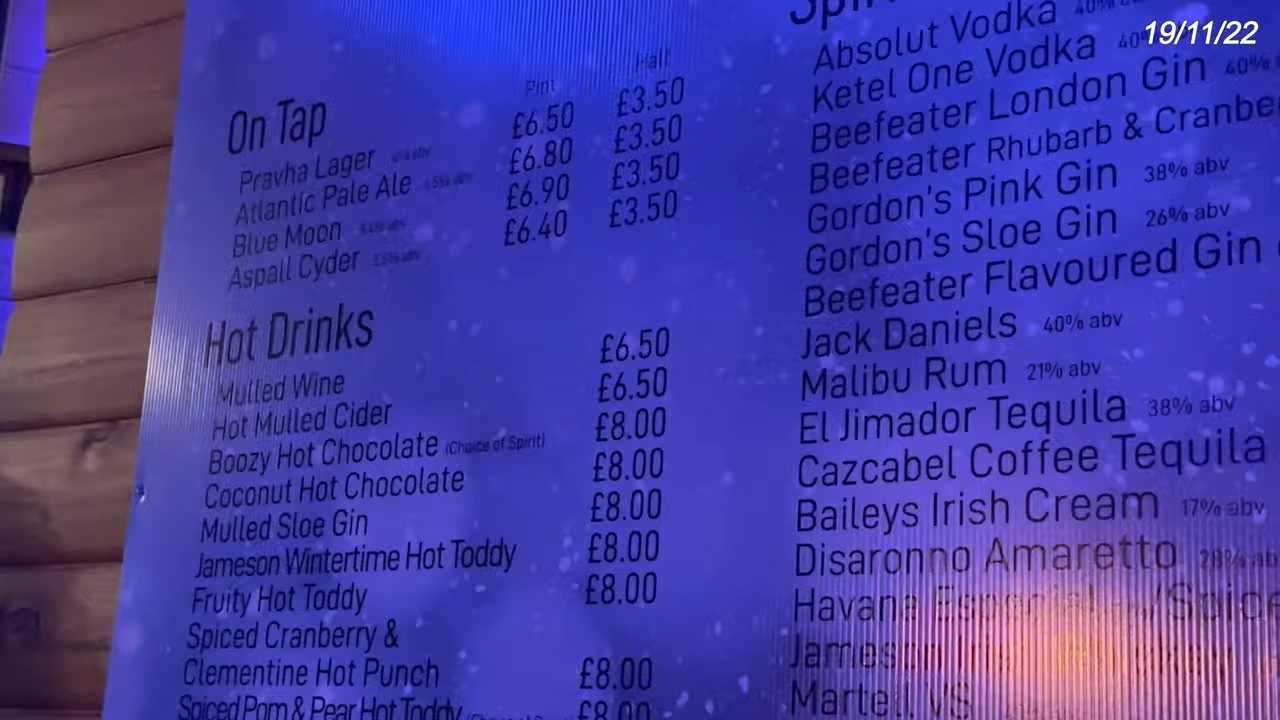 19/11/22
On Tap Pint Half
Pravha Lager £6.50 £3.50
Atlantic Pale Ale £6.80 £3.50
Blue Moon £6.90 £3.50
Aspall Cyder £6.40 £3.50
Hot Drinks
Mulled Wine £6.50
Hot Mulled Cider £6.50
Boozy Hot Chocolate (Choice of Spirit) £8.00
Coconut Hot Chocolate £8.00
Mulled Sloe Gin £8.00
Jameson Wintertime Hot Toddy £8.00
Fruity Hot Toddy £8.00
Spiced Cranberry &
Clementine Hot Punch £8.00
Spiced Pom & Pear Hot Toddy £8.00
Absolut Vodka 40%
Ketel One Vodka 40%
Beefeater London Gin 40%
Beefeater Rhubarb & Cranbe
Gordon's Pink Gin 38% abv
Gordon's Sloe Gin 26% abv
Beefeater Flavoured Gin
Jack Daniels 40% abv
Malibu Rum 21% abv
El Jimador Tequila 38% abv
Cazcabel Coffee Tequila
Baileys Irish Cream 17% abv
Disaronno Amaretto 28% ab
Havana
Jameson
Martell VS